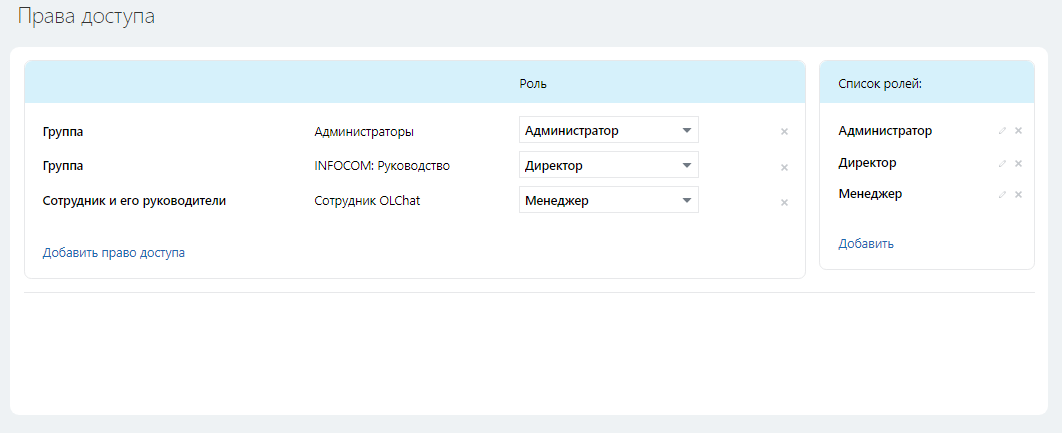 Права доступа
Роль
Группа Администраторы Администратор
Группа INFOCOM: Руководство Директор
Сотрудник и его руководители Сотрудник OLChat Менеджер
Добавить право доступа
Список ролей:
Администратор
Директор
Менеджер
Добавить